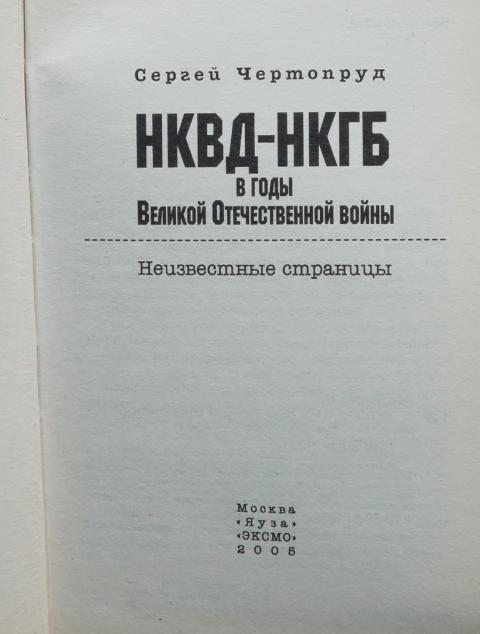 Сергей Чертопруд
НКВД-НКГБ
в годы
Великой Отечественной войны
Неизвестные страницы
Москва
«Яуза»
«ЭКСМО»
2005